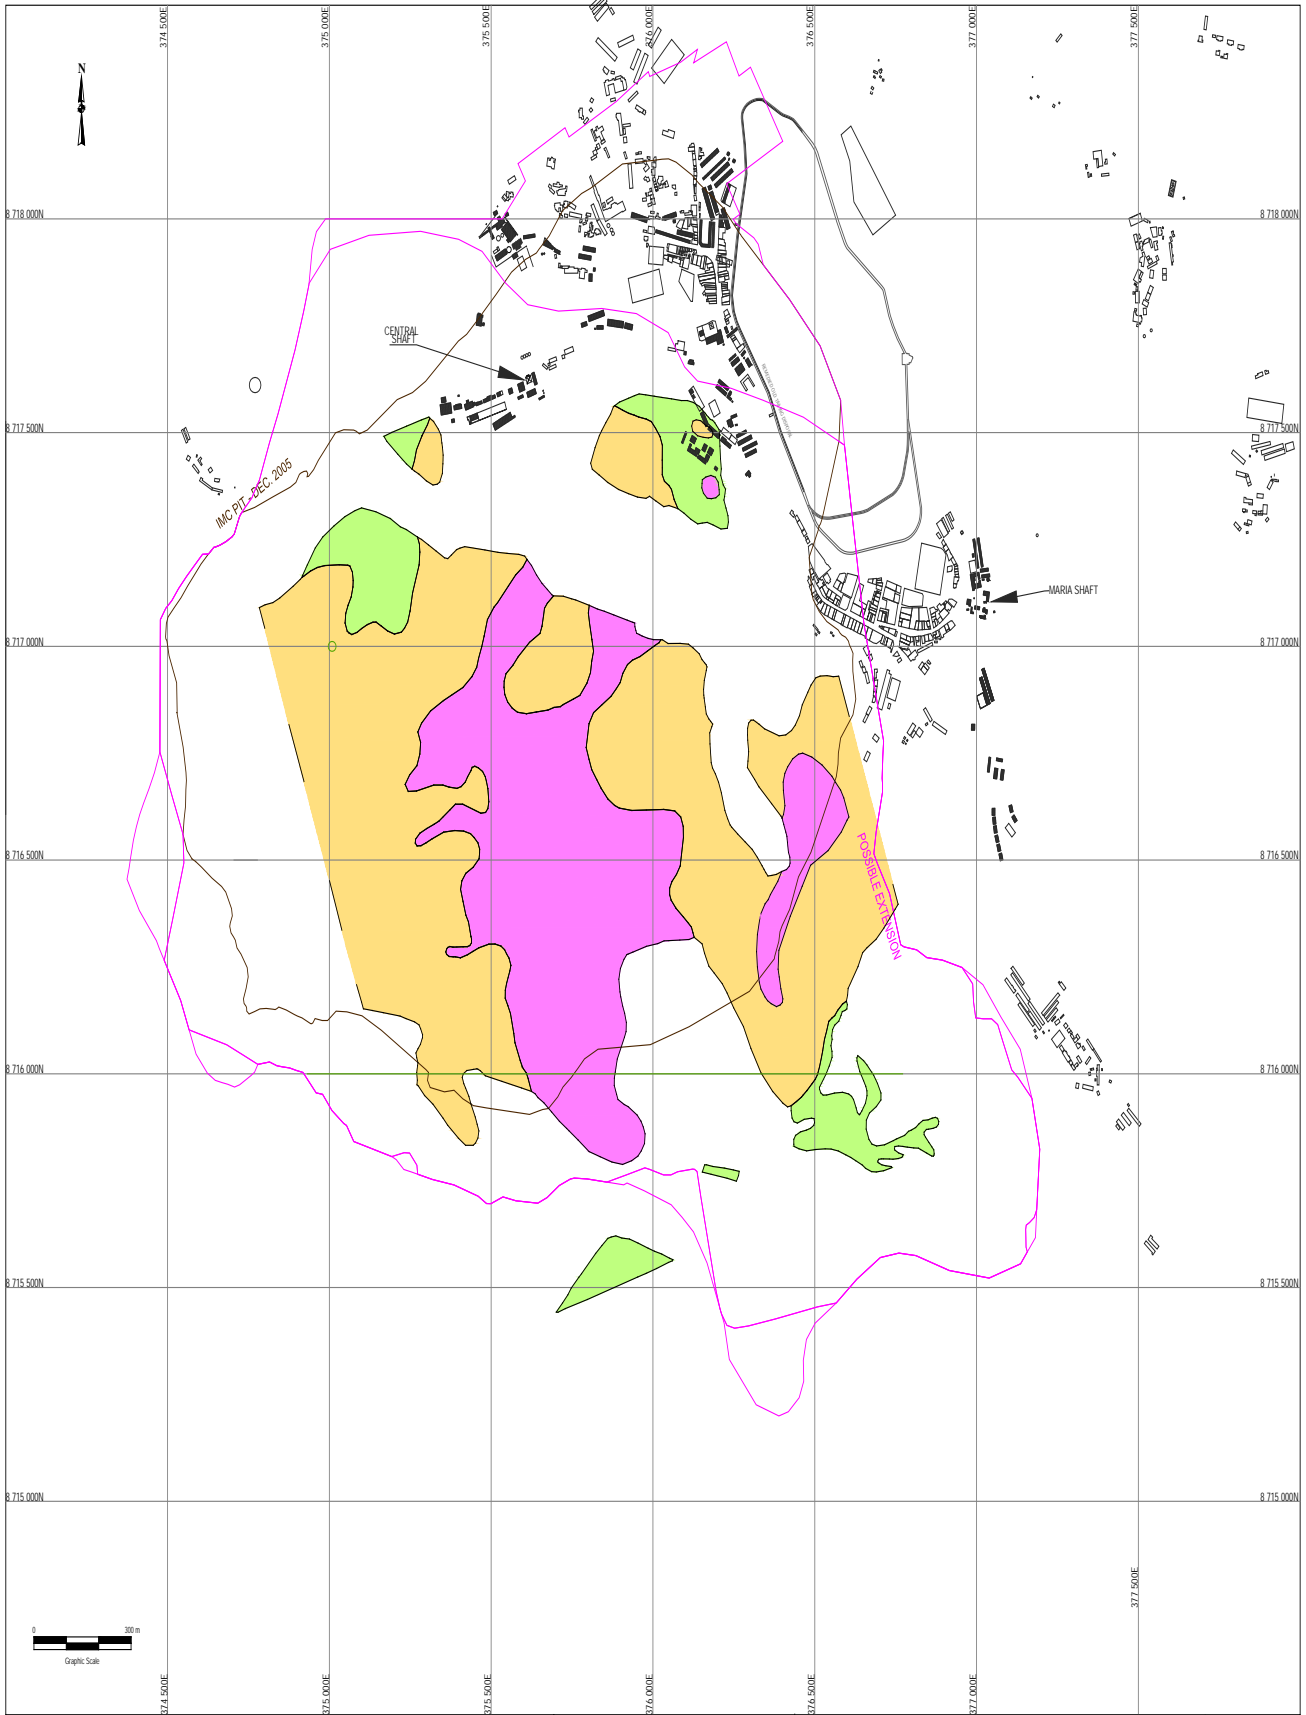 374 500E
375 000E
375 500E
376 000E
376 500E
377 000E
377 500E
N
8 718 000N
8 718 000N
CENTRAL
SHAFT
8 717 500N
8 717 500N
IMC PIT - DEC. 2005
MARIA SHAFT
8 717 000N
8 717 000N
8 716 500N
8 716 500N
POSSIBLE EXTENSION
8 716 000N
8 716 000N
8 715 500N
8 715 500N
8 715 000N
8 715 000N
377 500E
0
300 m
Graphic Scale
374 500E
375 000E
375 500E
376 000E
376 500E
377 000E